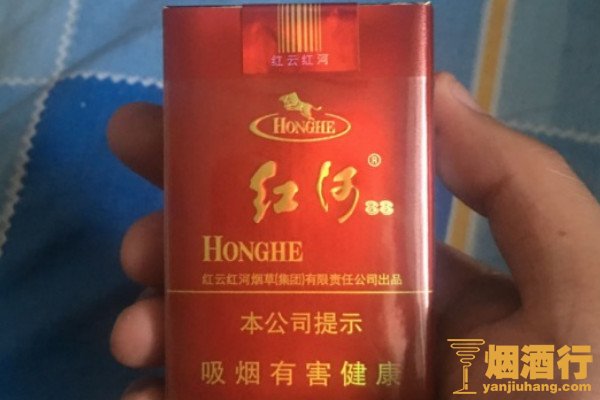 红云红河
HONGHE
红河® 88
HONGHE
红云红河烟草(集团)有限责任公司出品
本公司提示
吸烟有害健康
烟酒行
yanjiuhang.com